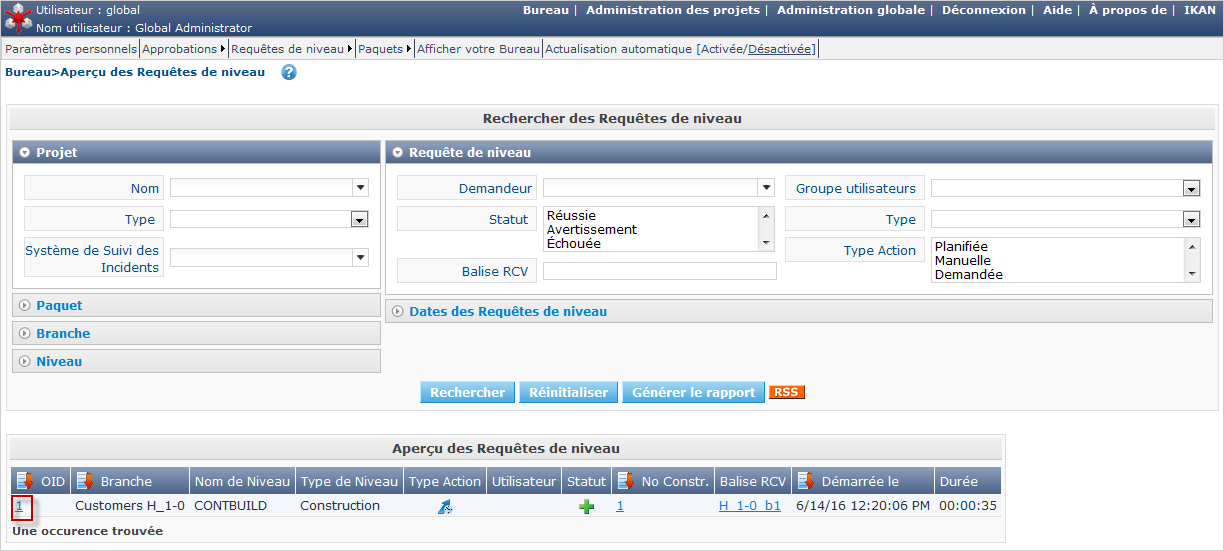 Utilisateur : global
Nom utilisateur : Global Administrator
Bureau | Administration des projets | Administration globale | Déconnexion | Aide | À propos de | IKAN
Paramètres personnels Approbations Requêtes de niveau Paquets Afficher votre Bureau Actualisation automatique [Activée/Désactivée]
Bureau>Aperçu des Requêtes de niveau ?
Rechercher des Requêtes de niveau
Projet
Nom
Type
Système de Suivi des
Incidents
Paquet
Branche
Niveau
Requête de niveau
Demandeur
Statut
Réussie
Avertissement
Échouée
Balise RCV
Groupe utilisateurs
Type
Type Action
Planifiée
Manuelle
Demandée
Dates des Requêtes de niveau
Rechercher Réinitialiser Générer le rapport RSS
Aperçu des Requêtes de niveau
OID Branche Nom de Niveau Type de Niveau Type Action Utilisateur Statut No Constr. Balise RCV Démarrée le Durée
1 Customers H_1-0 CONTBUILD Construction 1 H_1-0_b1 6/14/16 12:20:06 PM 00:00:35
Une occurence trouvée